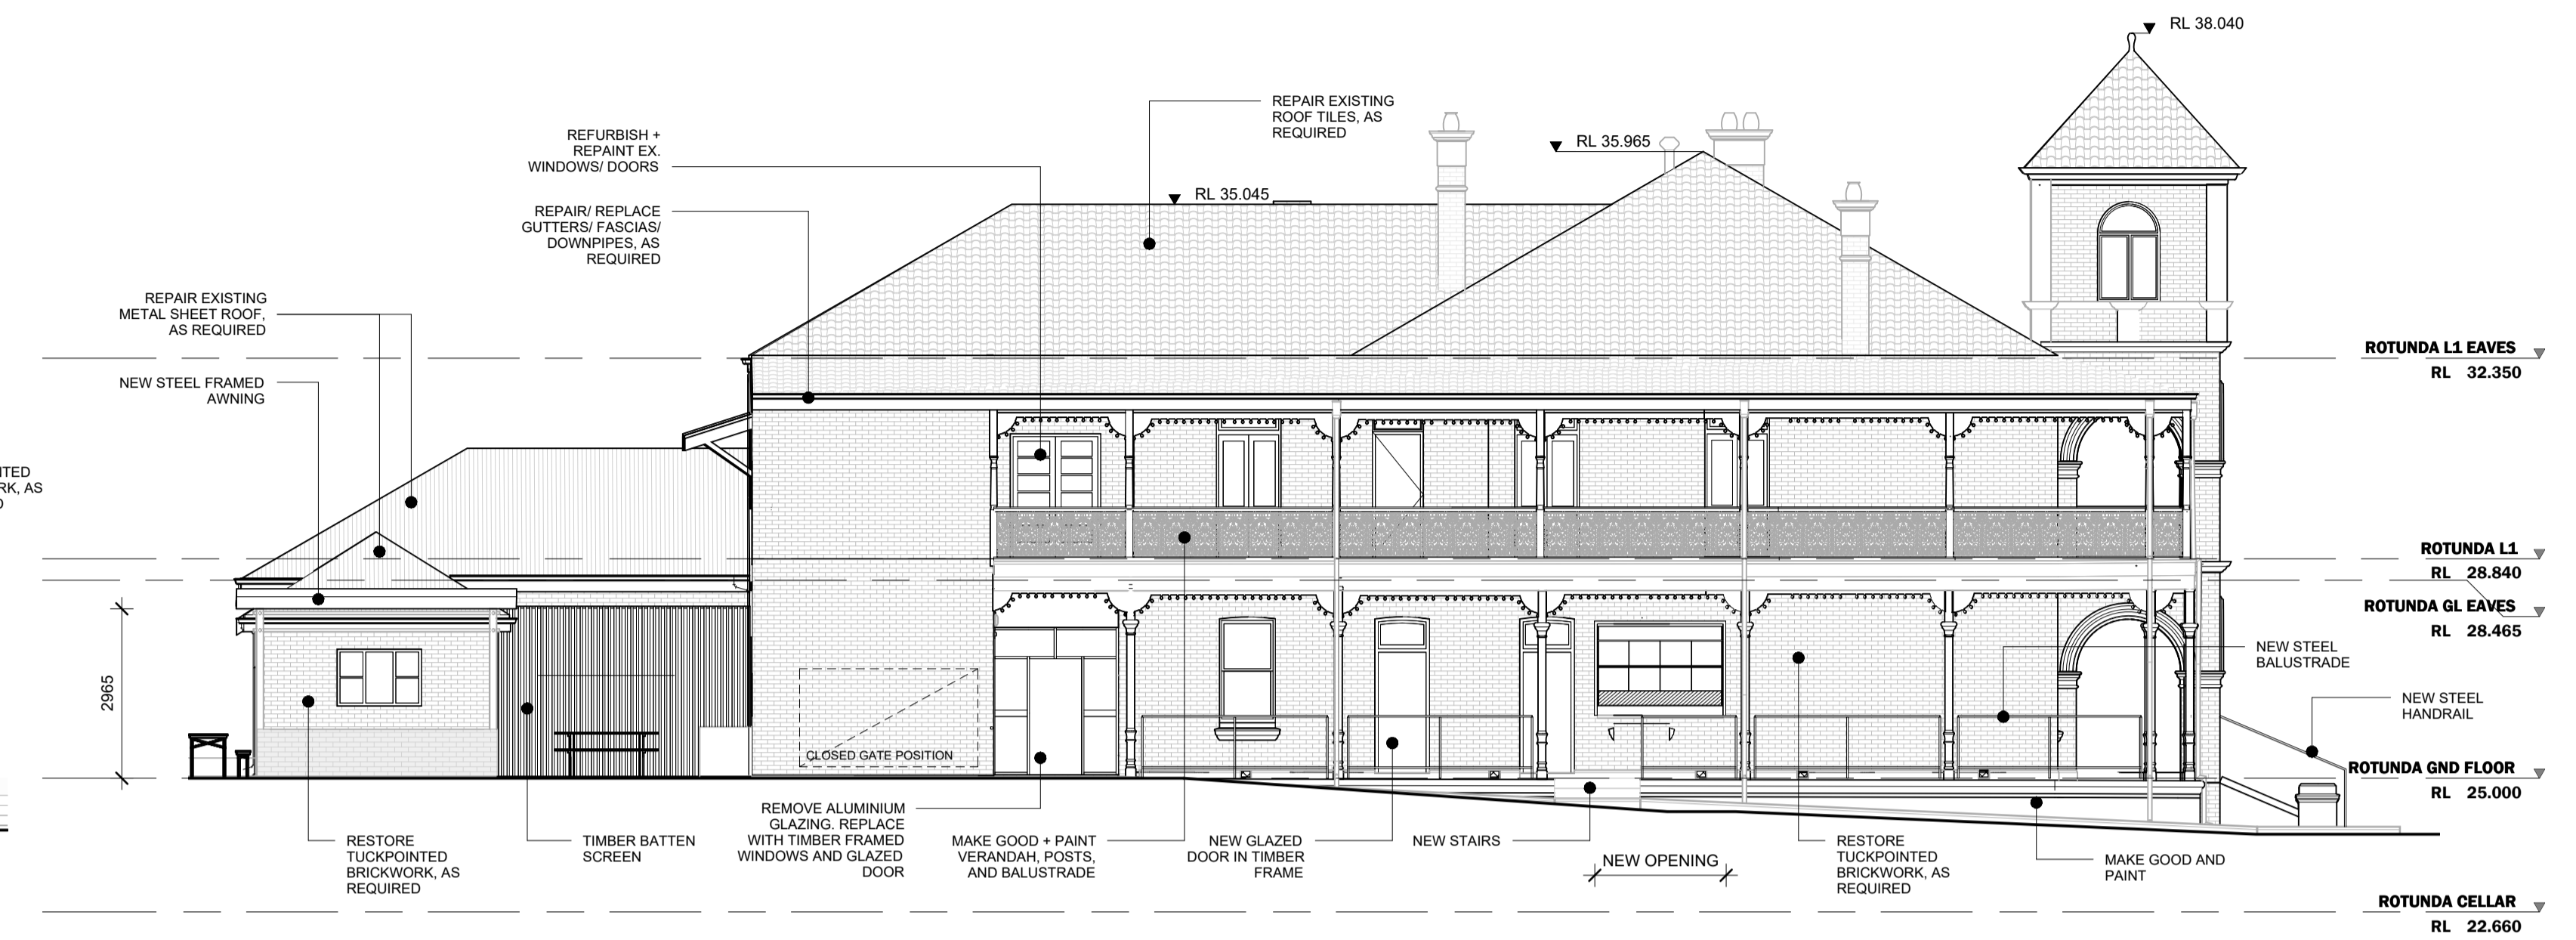 RL 38.040
REPAIR EXISTING
ROOF TILES, AS
REQUIRED
REFURBISH +
REPAINT EX.
WINDOWS/ DOORS
RL 35.965
RL 35.045
REPAIR/ REPLACE
GUTTERS/ FASCIAS/
DOWNPIPES, AS
REQUIRED
REPAIR EXISTING
METAL SHEET ROOF,
AS REQUIRED
NEW STEEL FRAMED
AWNING
ROTUNDA L1 EAVES
RL 32.350
RK, AS
ROTUNDA L1
RL 28.840
ROTUNDA GL EAVES
RL 28.465
NEW STEEL
BALUSTRADE
NEW STEEL
HANDRAIL
2965
CLOSED GATE POSITION
ROTUNDA GND FLOOR
RL 25.000
RESTORE
TUCKPOINTED
BRICKWORK, AS
REQUIRED
TIMBER BATTEN
SCREEN
REMOVE ALUMINIUM
GLAZING. REPLACE
WITH TIMBER FRAMED
WINDOWS AND GLAZED
DOOR
MAKE GOOD + PAINT
VERANDAH, POSTS,
AND BALUSTRADE
NEW GLAZED
DOOR IN TIMBER
FRAME
NEW STAIRS
NEW OPENING
RESTORE
TUCKPOINTED
BRICKWORK, AS
REQUIRED
MAKE GOOD AND
PAINT
ROTUNDA CELLAR
RL 22.660